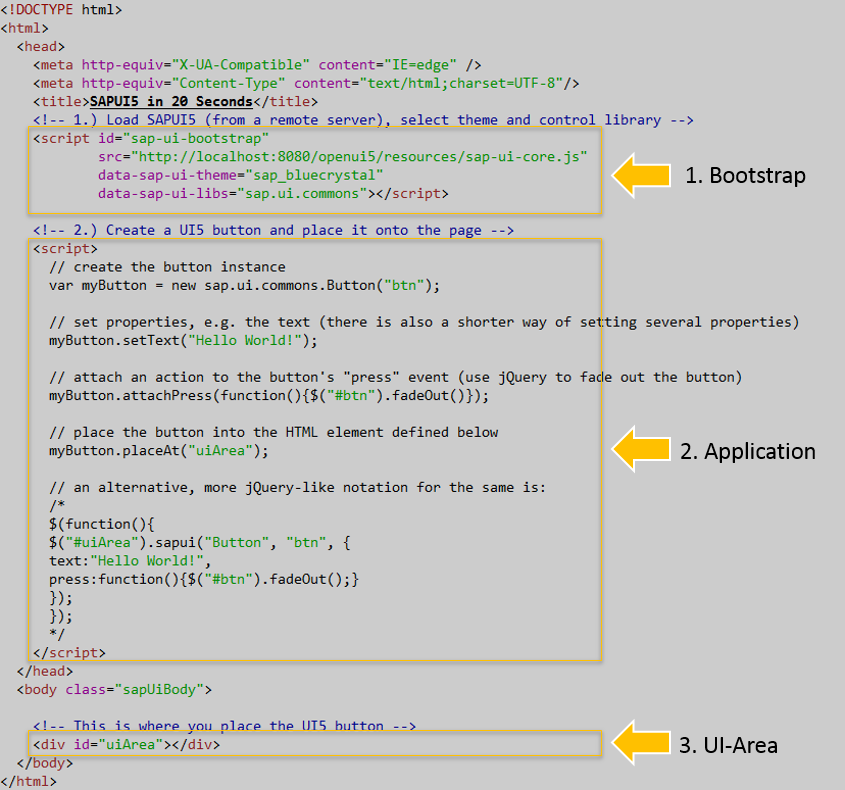 <!DOCTYPE html>
<html>
<head>
<meta http-equiv="X-UA-Compatible" content="IE=edge" />
<meta http-equiv="Content-Type" content="text/html;charset=UTF-8"/>
<title>SAPUI5 in 20 Seconds</title>
<!-- 1.) Load SAPUI5 (from a remote server), select theme and control library -->
<script id="sap-ui-bootstrap"
src="http://localhost:8080/openui5/resources/sap-ui-core.js"
data-sap-ui-theme="sap_bluecrystal"
data-sap-ui-libs="sap.ui.commons"></script>
1. Bootstrap
<!-- 2.) Create a UI5 button and place it onto the page -->
<script>
// create the button instance
var myButton = new sap.ui.commons.Button("btn");
// set properties, e.g. the text (there is also a shorter way of setting several properties)
myButton.setText("Hello World!");
// attach an action to the button's "press" event (use jQuery to fade out the button)
myButton.attachPress(function(){$("#btn").fadeOut()});
// place the button into the HTML element defined below
myButton.placeAt("uiArea");
2. Application
// an alternative, more jQuery-like notation for the same is:
/*
$(function(){
$("#uiArea").sapui("Button", "btn", {
text:"Hello World!",
press:function(){$("#btn").fadeOut();}
});
});
*/
</script>
</head>
<body class="sapUiBody">
<!-- This is where you place the UI5 button -->
<div id="uiArea"></div>
3. UI-Area
</body>
</html>